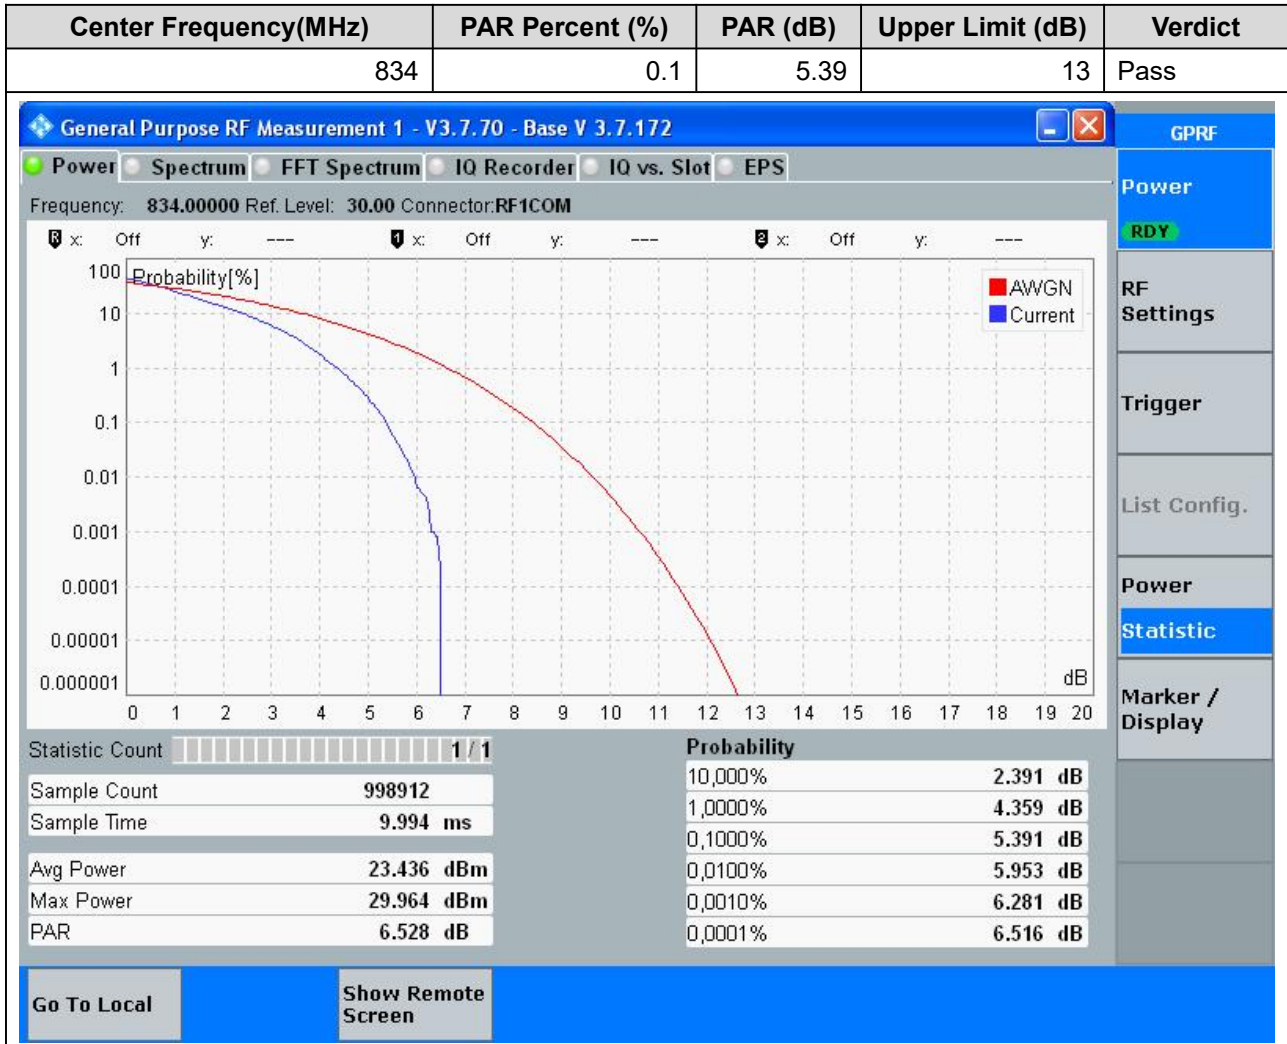 Center Frequency(MHz) PAR Percent (%) PAR (dB) Upper Limit (dB) Verdict
834 0.1 5.39 13 Pass
General Purpose RF Measurement 1 - V3.7.70 - Base V 3.7.172
GPRF
Power Spectrum FFT Spectrum IQ Recorder IQ vs. Slot EPS
Frequency: 834.00000 Ref. Level: 30.00 Connector:RF1COM
R x: Off y: --- 1 x: Off y: --- 2 x: Off y: ---
Probability[%]
100
10
1
0.1
0.01
0.001
0.0001
0.00001
0.000001
AWGN
Current
dB
0 1 2 3 4 5 6 7 8 9 10 11 12 13 14 15 16 17 18 19 20
Statistic Count 1 / 1
Sample Count 998912
Sample Time 9.994 ms
Avg Power 23.436 dBm
Max Power 29.964 dBm
PAR 6.528 dB
Probability
10,000% 2.391 dB
1,0000% 4.359 dB
0,1000% 5.391 dB
0,0100% 5.953 dB
0,0010% 6.281 dB
0,0001% 6.516 dB
Power
RDY
RF
Settings
Trigger
List Config.
Power
Statistic
Marker /
Display
Go To Local
Show Remote
Screen